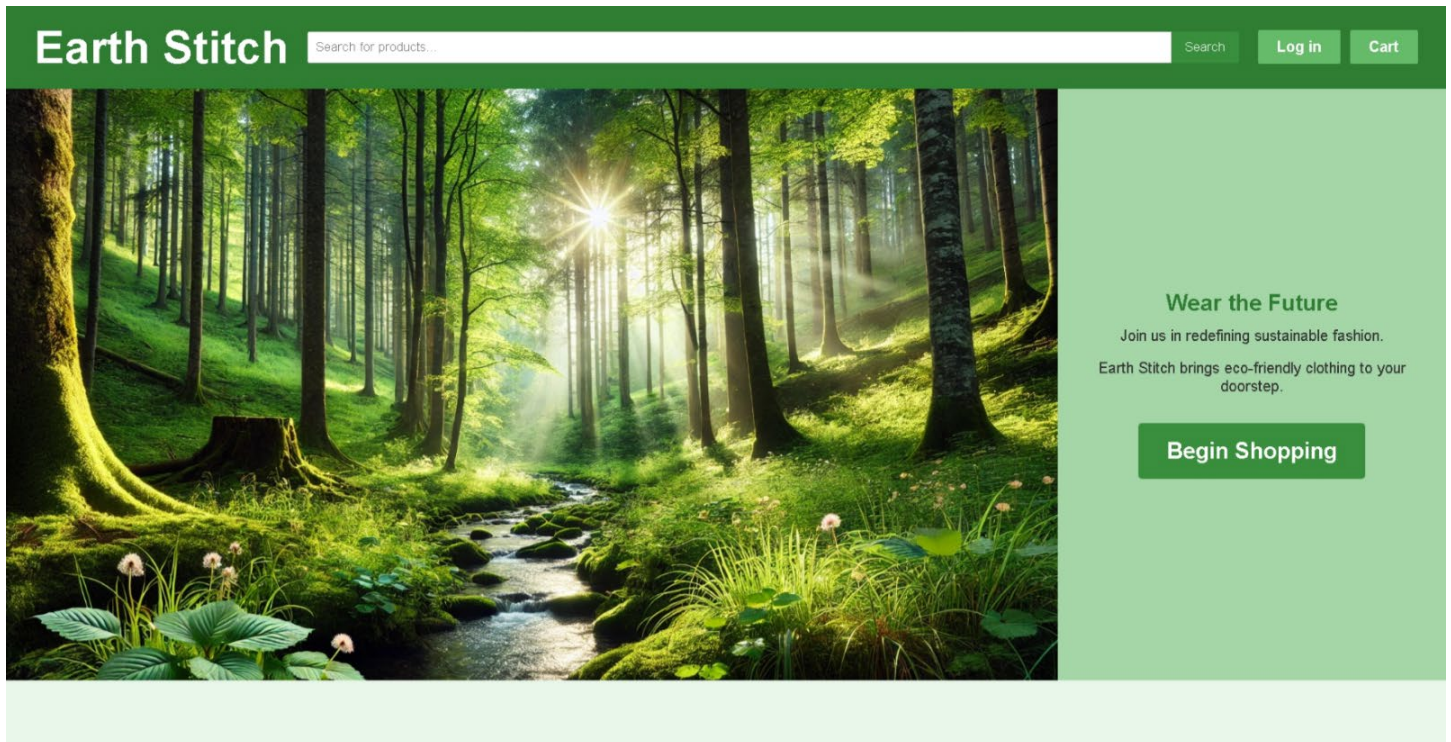 Earth Stitch
Search for products...
Search
Log in
Cart
Wear the Future
Join us in redefining sustainable fashion.
Earth Stitch brings eco-friendly clothing to your
doorstep.
Begin Shopping